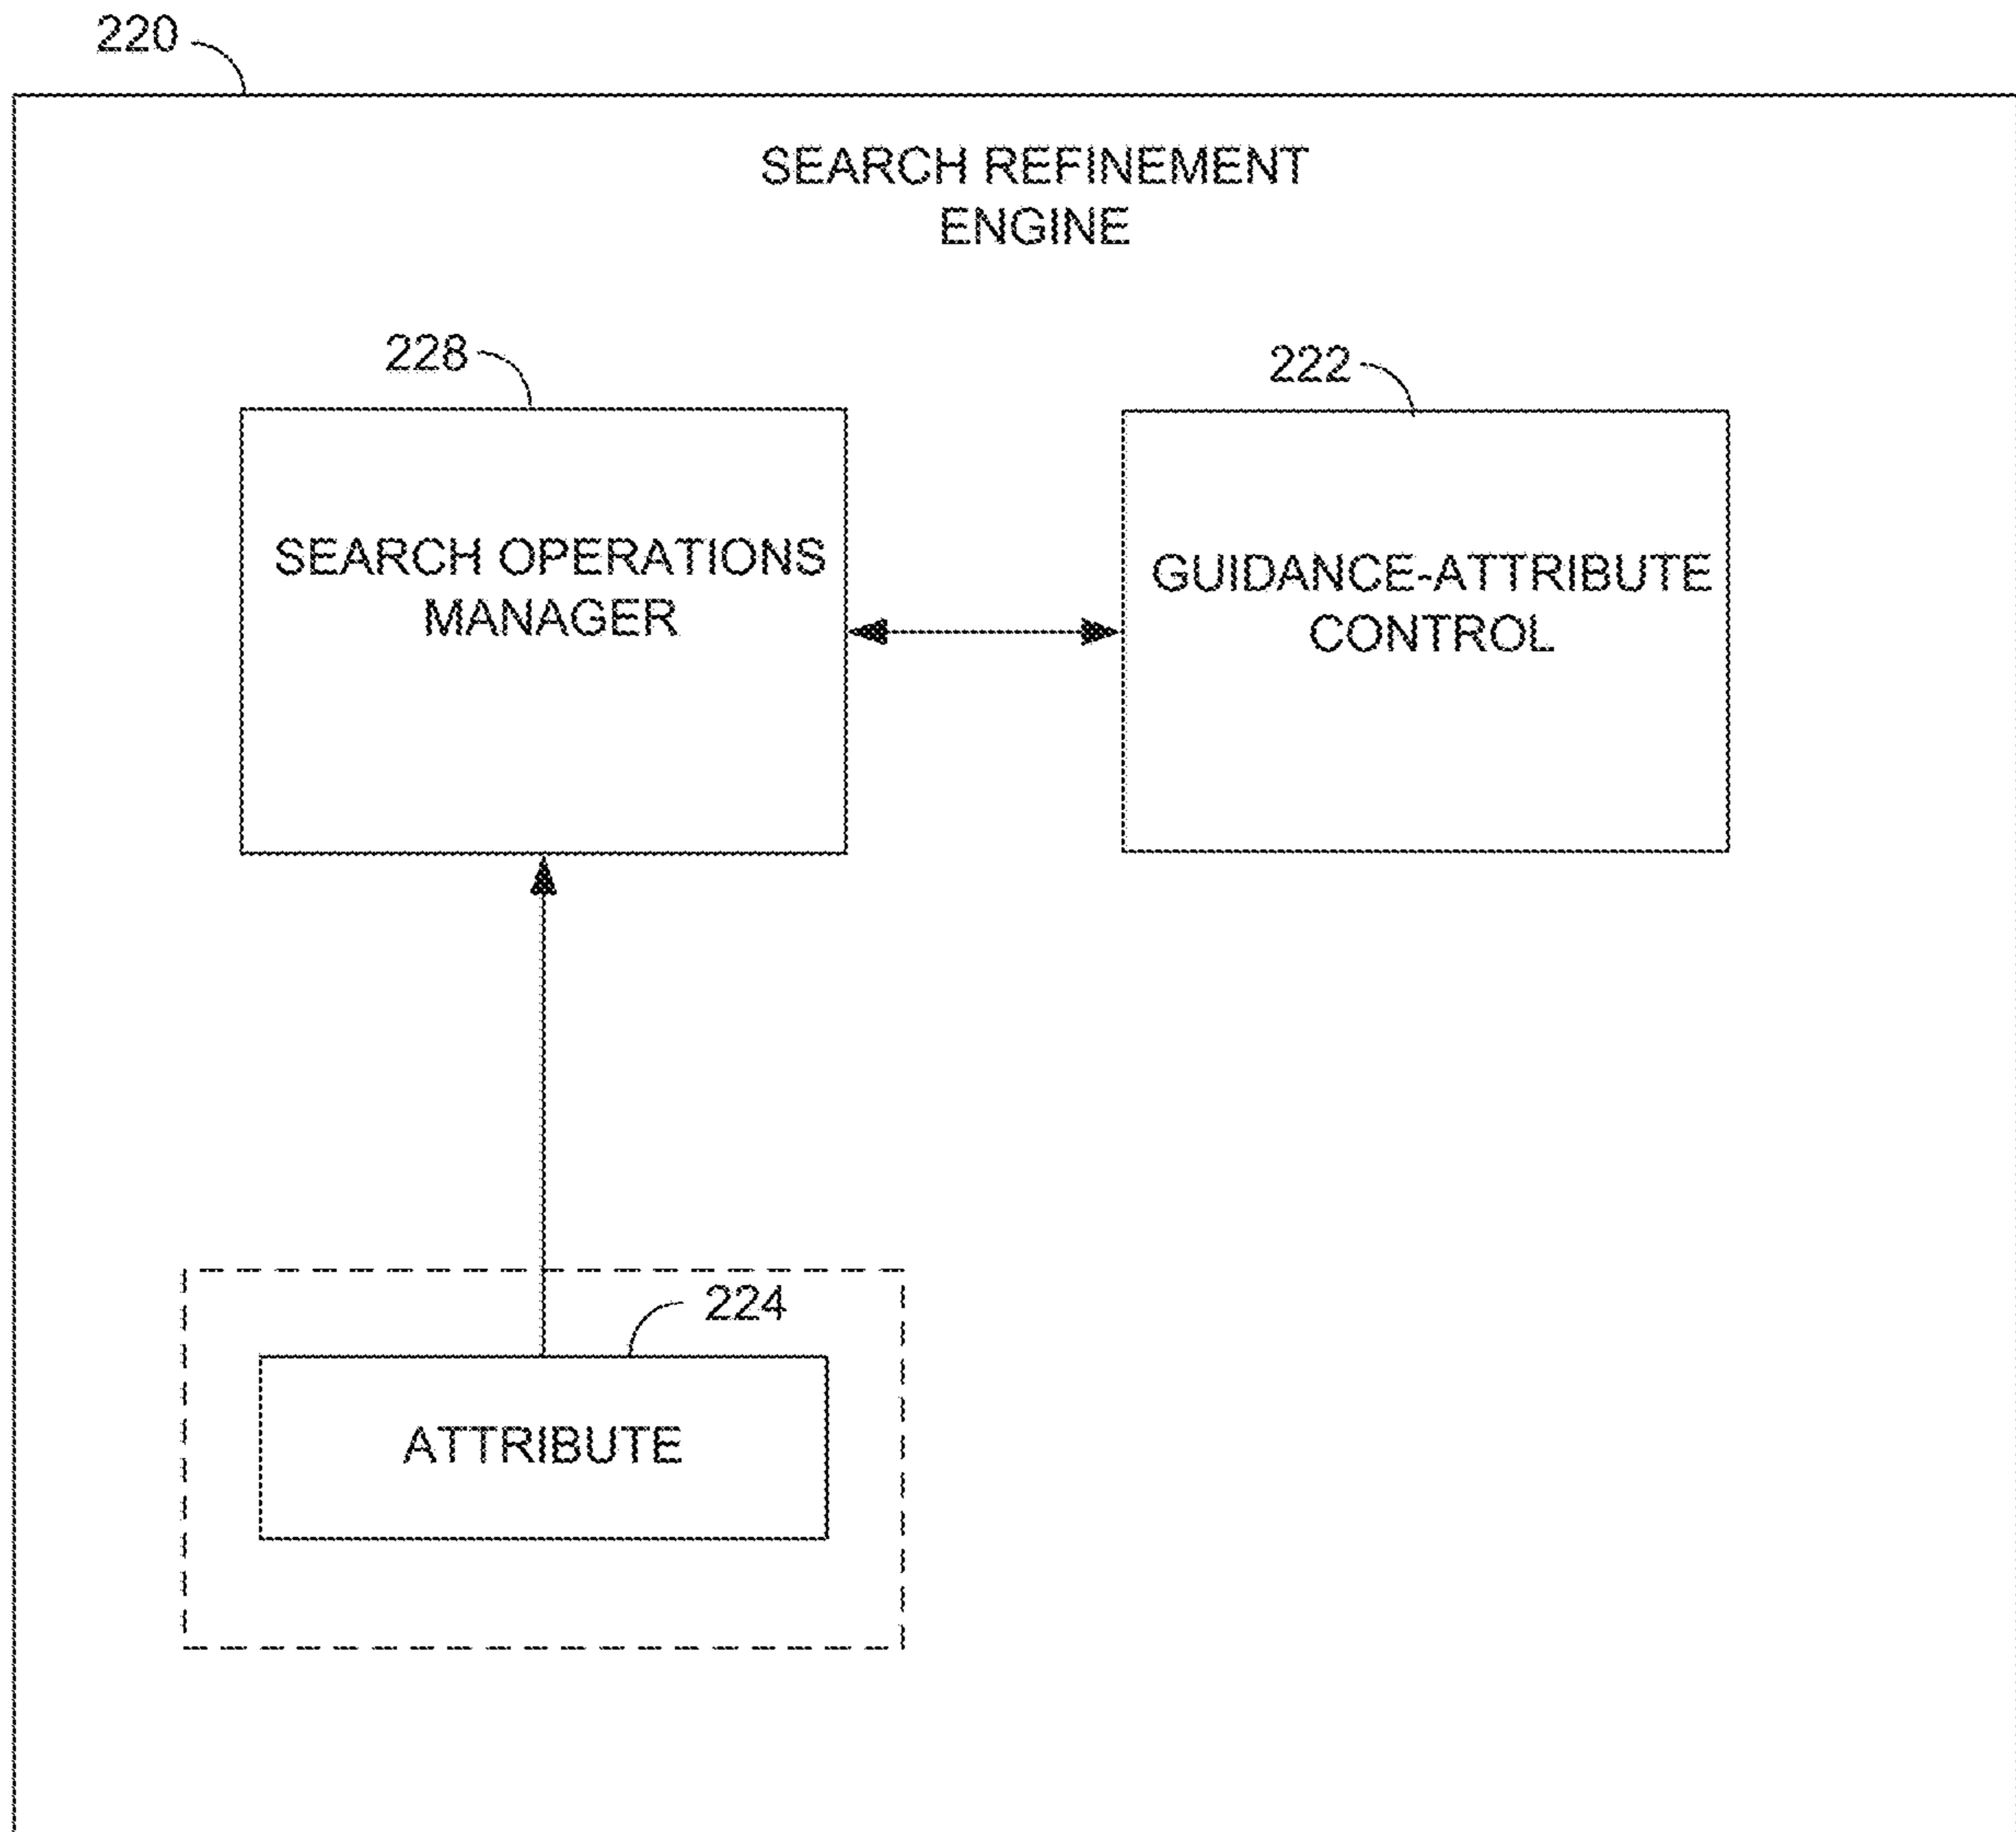 220
SEARCH REFINEMENT
ENGINE
228
222
SEARCH OPERATIONS
MANAGER
GUIDANCE-ATTRIBUTE
CONTROL
224
ATTRIBUTE